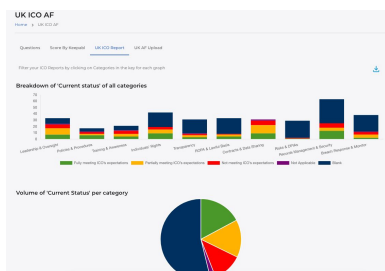 UK ICO AF
Home > UK ICO AF
Questions Score By Keypaid UK ICO Report UK AF Upload
Filter your ICO Reports by clicking on Categories in the key for each graph.
Breakdown of 'Current status' of all categories
70
60
50
40
30
20
10
0
Leadership & Oversight Policies & Procedures Training & Awareness Individuals' Rights Transparency ROPA & Lawful Basis Contracts & Data Sharing Risks & DPIAs Records Management & Security Breach Response & Monitor
Fully meeting ICO's expectations Partially meeting ICO's expectations Not meeting ICO's expectations Not Applicable Blank
Volume of 'Current Status' per category